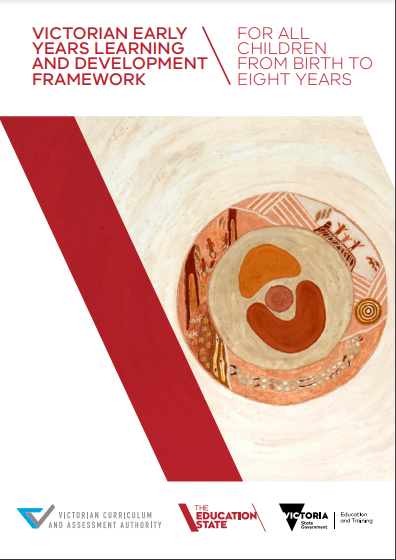 VICTORIAN EARLY
YEARS LEARNING
AND DEVELOPMENT
FRAMEWORK
FOR ALL
CHILDREN
FROM BIRTH TO
EIGHT YEARS
VICTORIAN CURRICULUM
AND ASSESSMENT AUTHORITY
THE
EDUCATION
STATE
VICTORIA
State
Government
Education
and Training